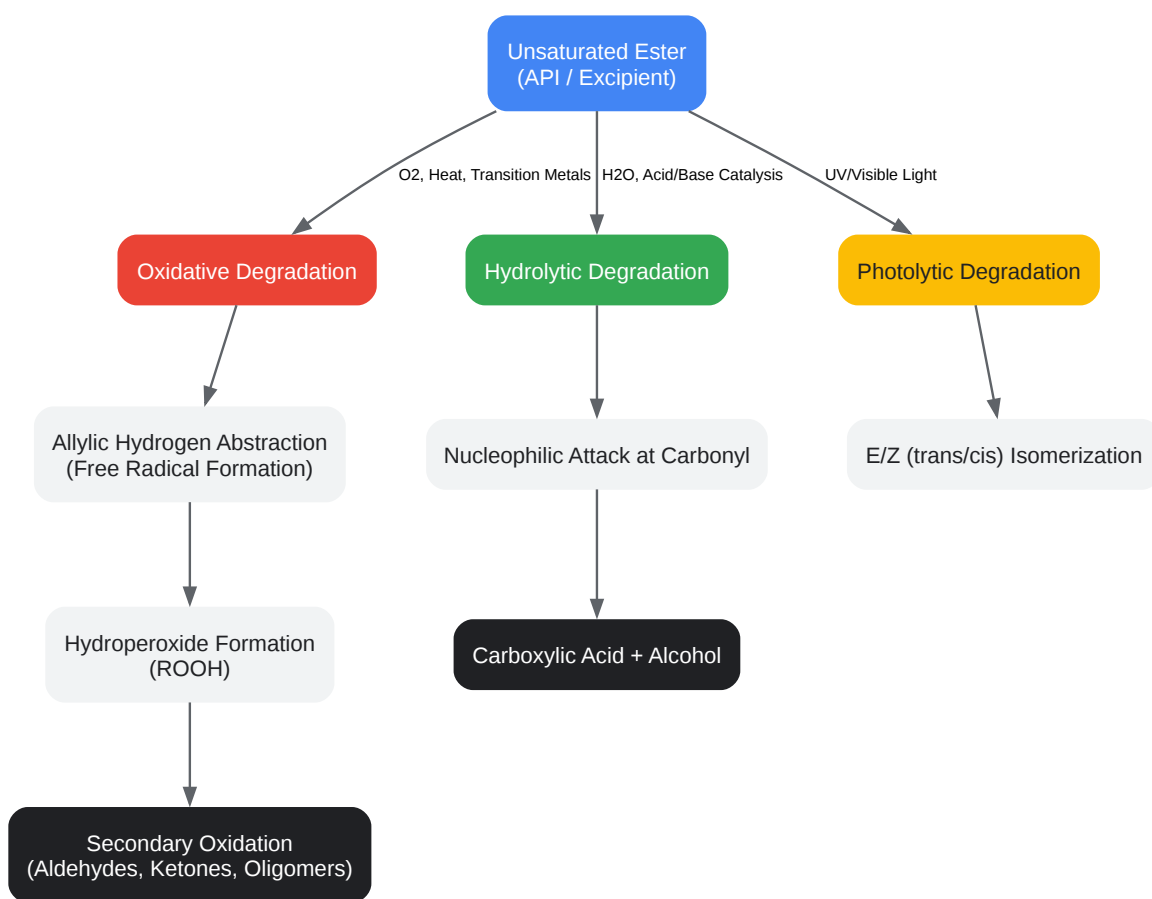 Unsaturated Ester
(API / Excipient)
O2, Heat, Transition Metals
H2O, Acid/Base Catalysis
UV/Visible Light
Oxidative Degradation
Hydrolytic Degradation
Photolytic Degradation
Allylic Hydrogen Abstraction
(Free Radical Formation)
Nucleophilic Attack at Carbonyl
E/Z (trans/cis) Isomerization
Hydroperoxide Formation
(ROOH)
Carboxylic Acid + Alcohol
Secondary Oxidation
(Aldehydes, Ketones, Oligomers)